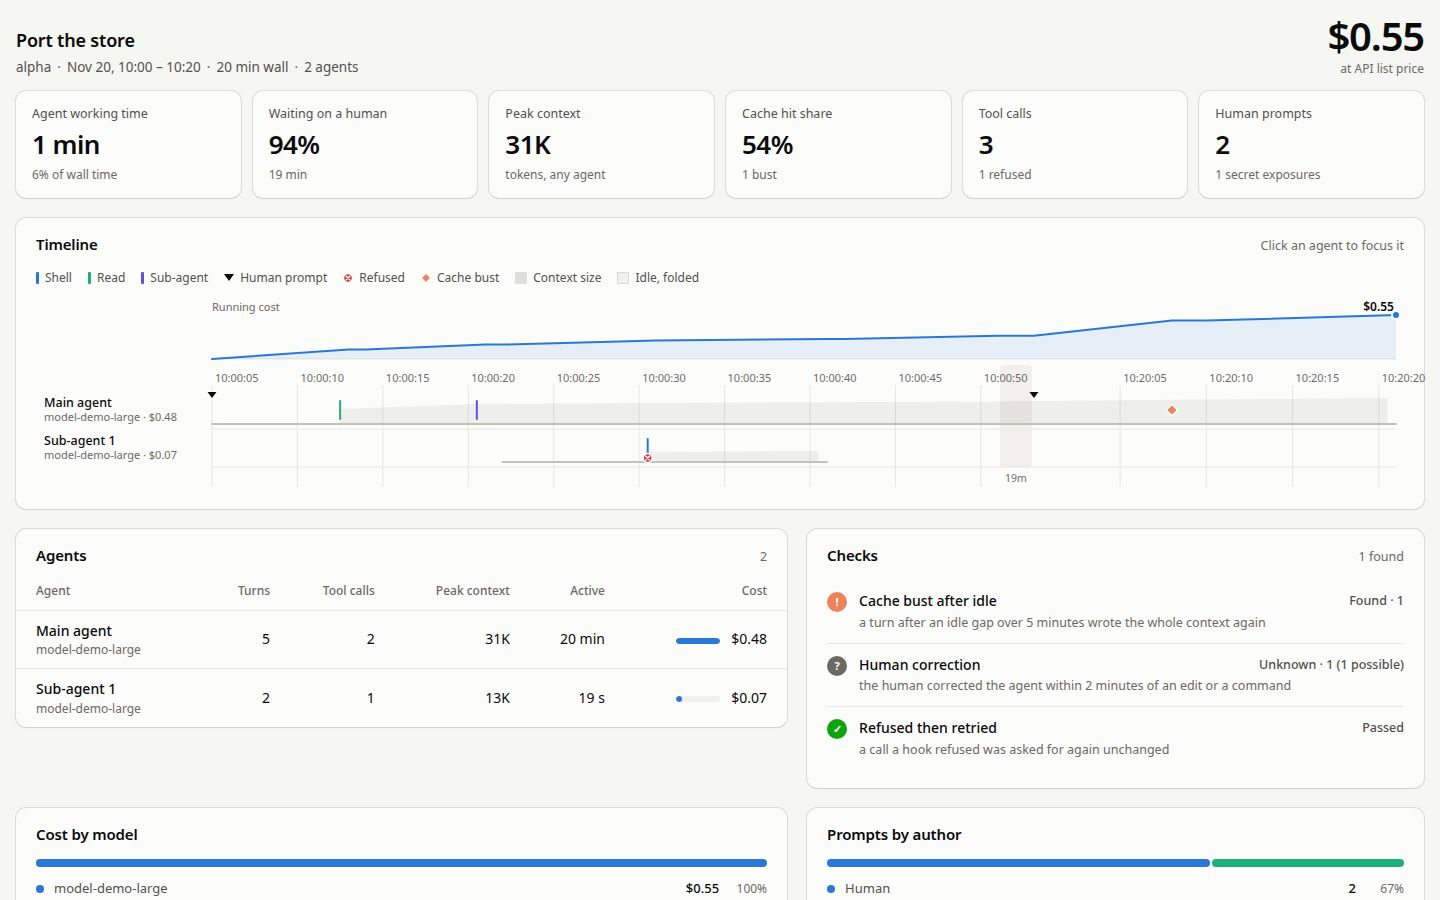 Port the store
alpha · Nov 20, 10:00 – 10:20 · 20 min wall · 2 agents
$0.55
at API list price
Agent working time
1 min
6% of wall time
Waiting on a human
94%
19 min
Peak context
31K
tokens, any agent
Cache hit share
54%
1 bust
Tool calls
3
1 refused
Human prompts
2
1 secret exposures
Timeline
Click an agent to focus it
Shell Read Sub-agent Human prompt Refused Cache bust Context size Idle, folded
Running cost
$0.55
10:00:05 10:00:10 10:00:15 10:00:20 10:00:25 10:00:30 10:00:35 10:00:40 10:00:45 10:00:50 10:20:05 10:20:10 10:20:15 10:20:20
Main agent
model-demo-large · $0.48
Sub-agent 1
model-demo-large · $0.07
19m
Agents 2
Agent Turns Tool calls Peak context Active Cost
Main agent
model-demo-large
5 2 31K 20 min $0.48
Sub-agent 1
model-demo-large
2 1 13K 19 s $0.07
Checks 1 found
! Cache bust after idle Found · 1
a turn after an idle gap over 5 minutes wrote the whole context again
? Human correction Unknown · 1 (1 possible)
the human corrected the agent within 2 minutes of an edit or a command
✓ Refused then retried Passed
a call a hook refused was asked for again unchanged
Cost by model
model-demo-large $0.55 100%
Prompts by author
Human 2 67%